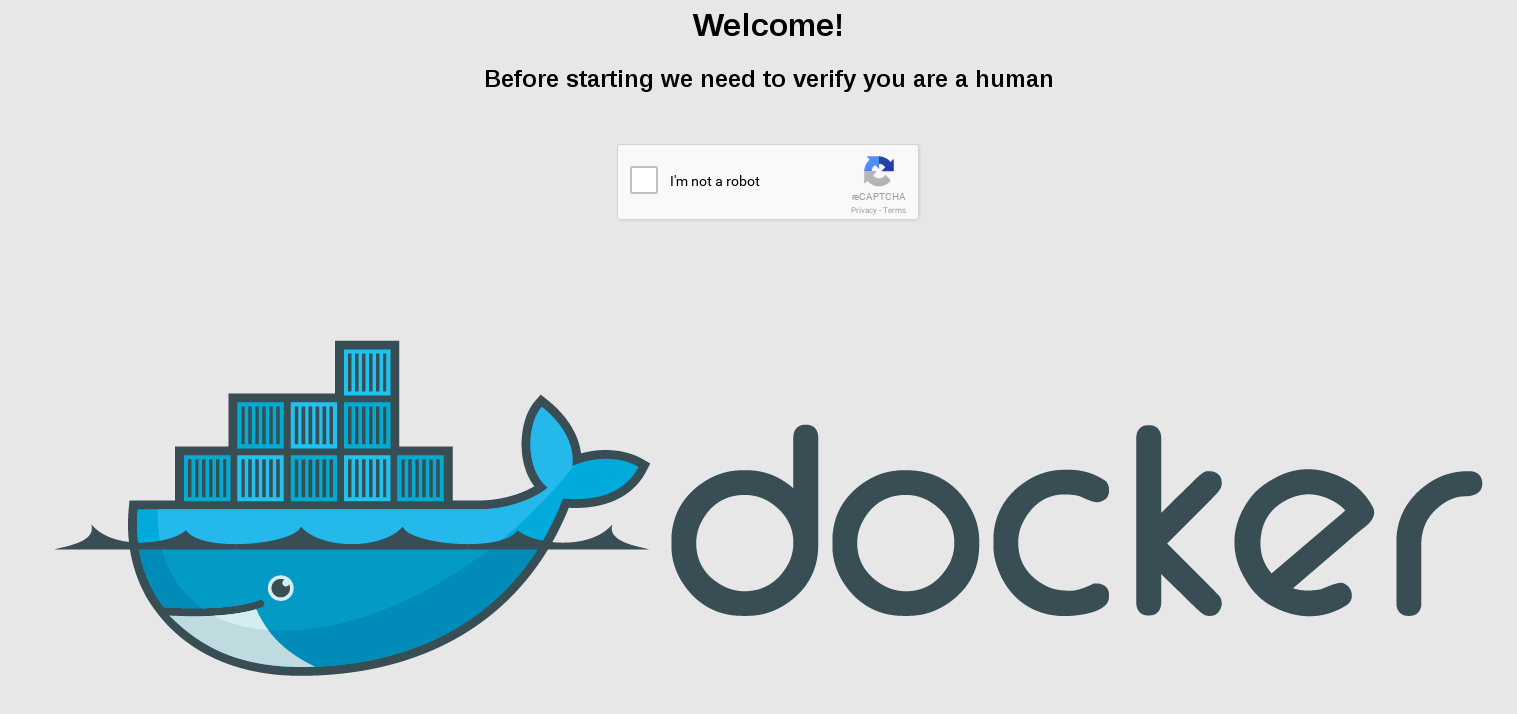 Welcome!
Before starting we need to verify you are a human
I'm not a robot
reCAPTCHA
Privacy - Terms
docker